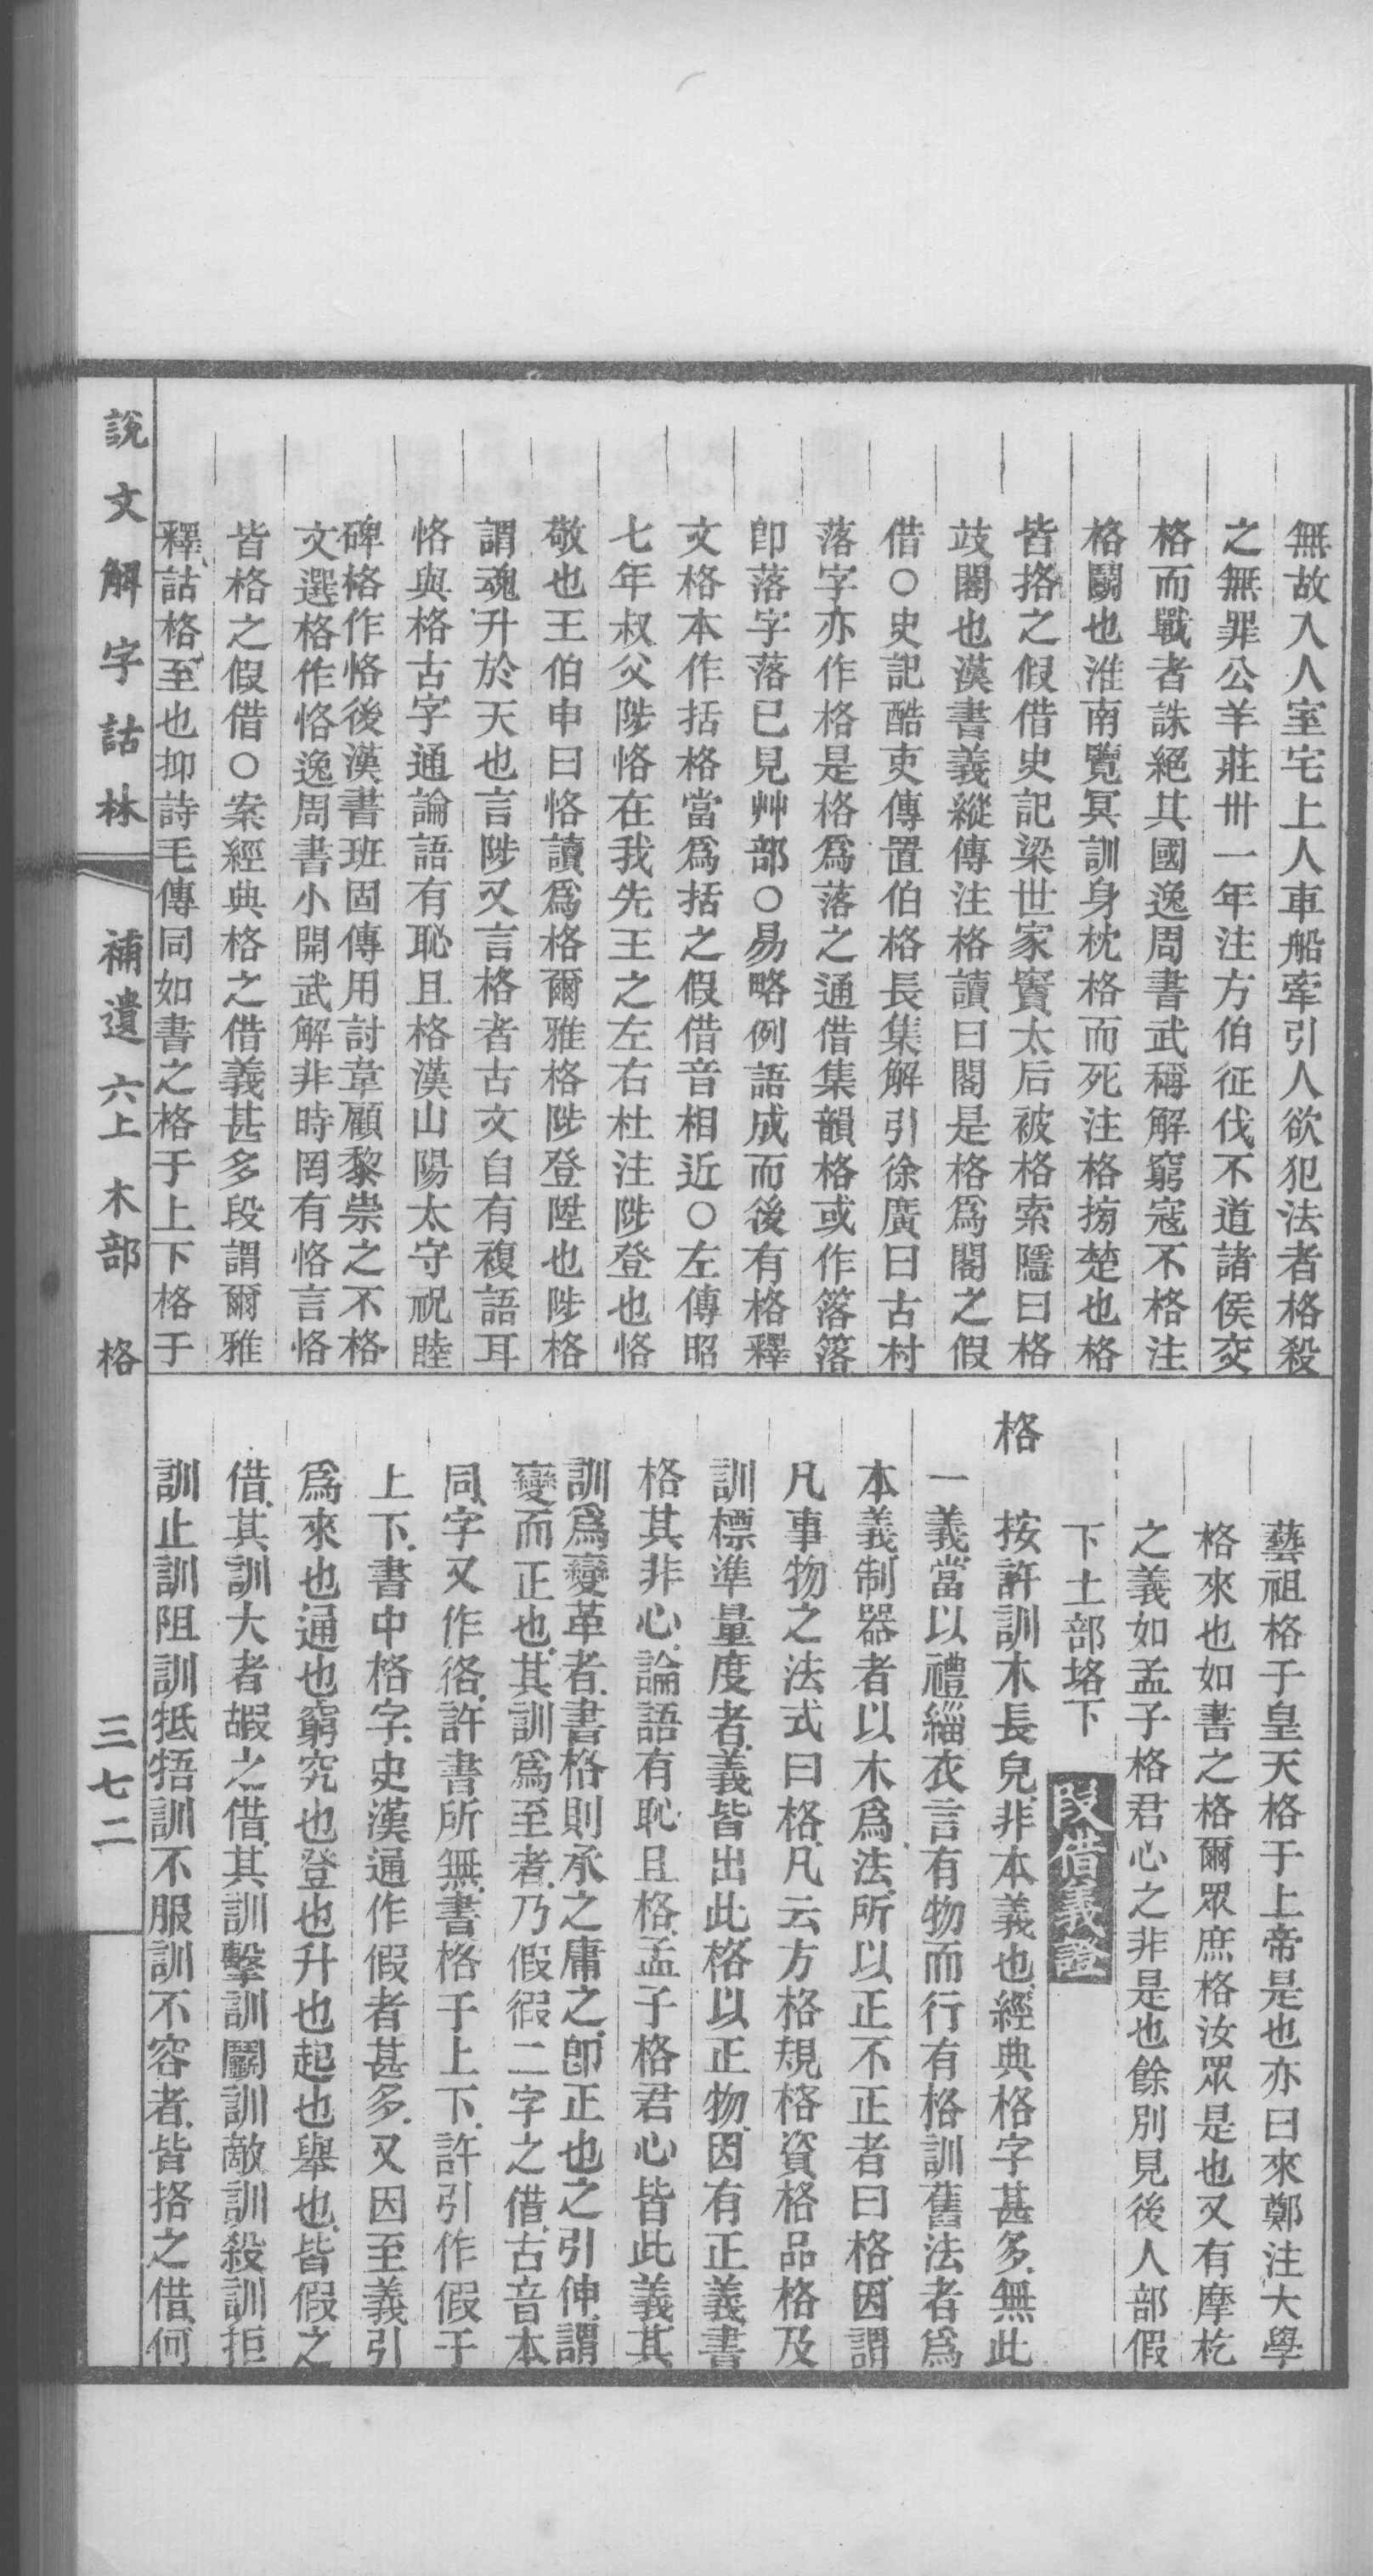 無故入人室宅上人車船牽引人欲犯法者格殺
之無罪公羊莊卅一年注方伯征伐不道諸侯交
格而戰者誅絕其國逸周書武稱解窮寇不格注
格鬭也淮南覽冥訓身枕格而死注格搒楚也格
皆挌之假借史記梁世家竇太后被格索隱曰格
歧閣也漢書義縱傳注格讀曰閣是格爲閣之假
借○史記酷吏傳置伯格長集解引徐廣曰古村
落字亦作格是格爲落之通借集韻格或作落落
卽落字落已見艸部○易略例語成而後有格釋
文格本作括格當爲括之假借音相近○左傳昭
七年叔父陟恪在我先王之左右杜注陟登也恪
敬也王伯申曰恪讀爲格爾雅格陟登陞也陟格
謂魂升於天也言陟又言格者古文自有複語耳
恪與格古字通論語有恥且格漢山陽太守祝睦
碑格作恪後漢書班固傳用討韋顧黎崇之不格
文選格作恪逸周書小開武解非時罔有恪言恪
皆格之假借○案經典格之借義甚多段謂爾雅
釋詁格至也抑詩毛傳同如書之格于上下格于
藝祖格于皇天格于上帝是也亦曰來鄭注大學
格來也如書之格爾眾庶格汝眾是也又有摩杚
之義如孟子格君心之非是也餘別見後人部假
下土部垎下
段借義證
格
按許訓木長皃非本義也經典格字甚多無此
一義當以禮緇衣言有物而行有格訓舊法者爲
本義制器者以木爲法所以正不正者曰格因謂
凡事物之法式曰格凡云方格規格資格品格及
訓標準量度者義皆出此格以正物因有正義書
格其非心論語有恥且格孟子格君心皆此義其
訓爲變革者書格則承之庸之卽正也之引伸謂
變而正也其訓爲至者乃假徦二字之借古音本
同字又作𢓜許書所無書格于上下許引作假于
上下書中格字史漢通作假者甚多又因至義引
爲來也通也窮究也登也升也起也舉也皆假之
借其訓大者嘏之借其訓擊訓鬭訓敵訓殺訓拒
訓止訓阻訓牴牾訓不服訓不容者皆挌之借何
說文解字詁林 補遺 六上 木部 格 三七二